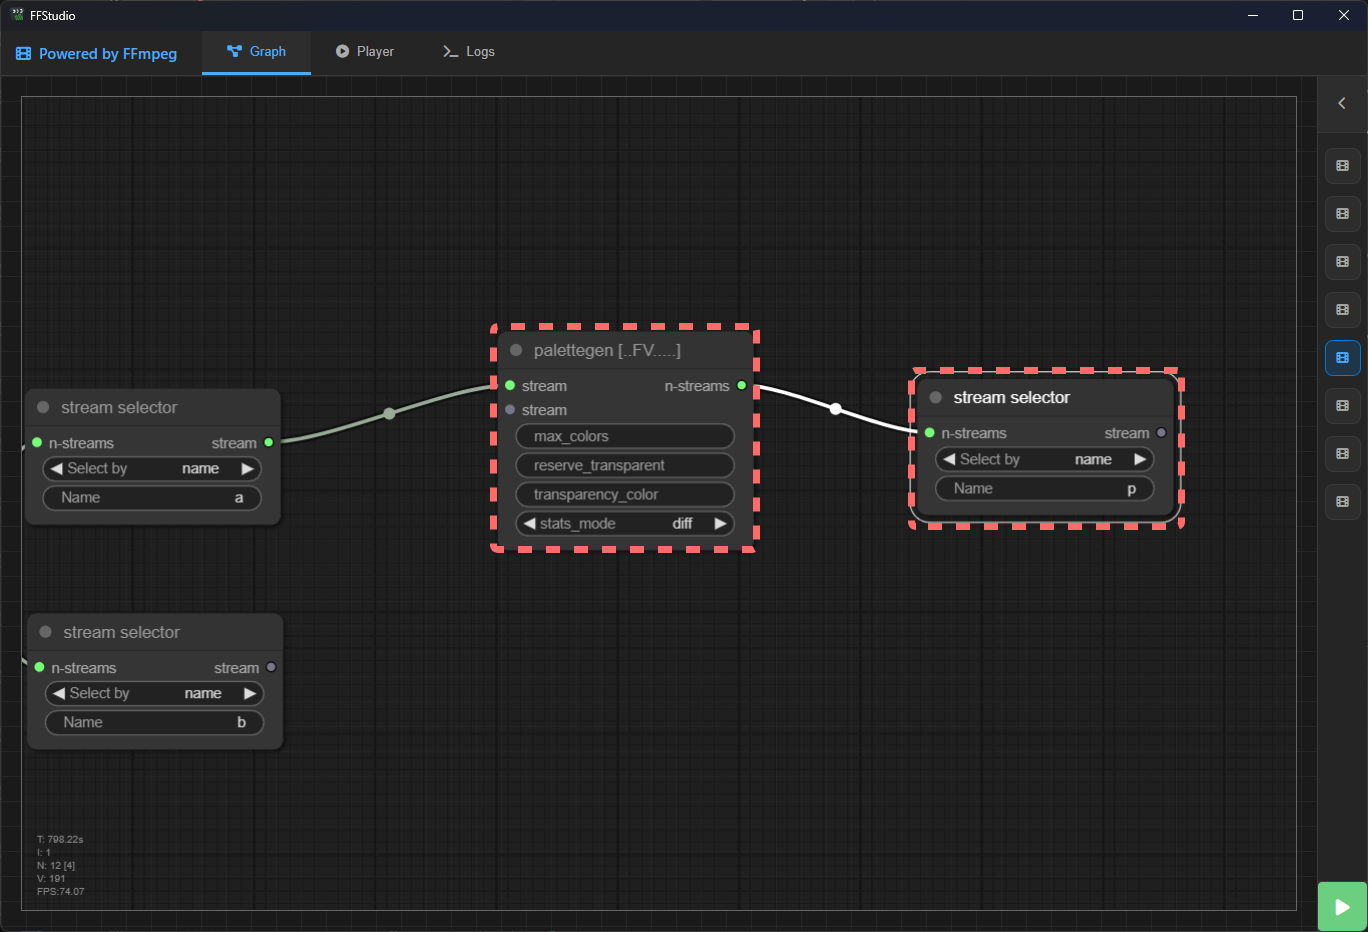 FFStudio
Powered by FFmpeg
Graph
Player
Logs
palettegen [..FV.....]
stream n-streams
stream
max_colors
reserve_transparent
transparency_color
stats_mode diff
stream selector
n-streams stream
Select by name
Name p
stream selector
n-streams stream
Select by name
Name a
stream selector
n-streams stream
Select by name
Name b
T: 798.22s
I: 1
N: 12 [4]
V: 191
FPS:74.07